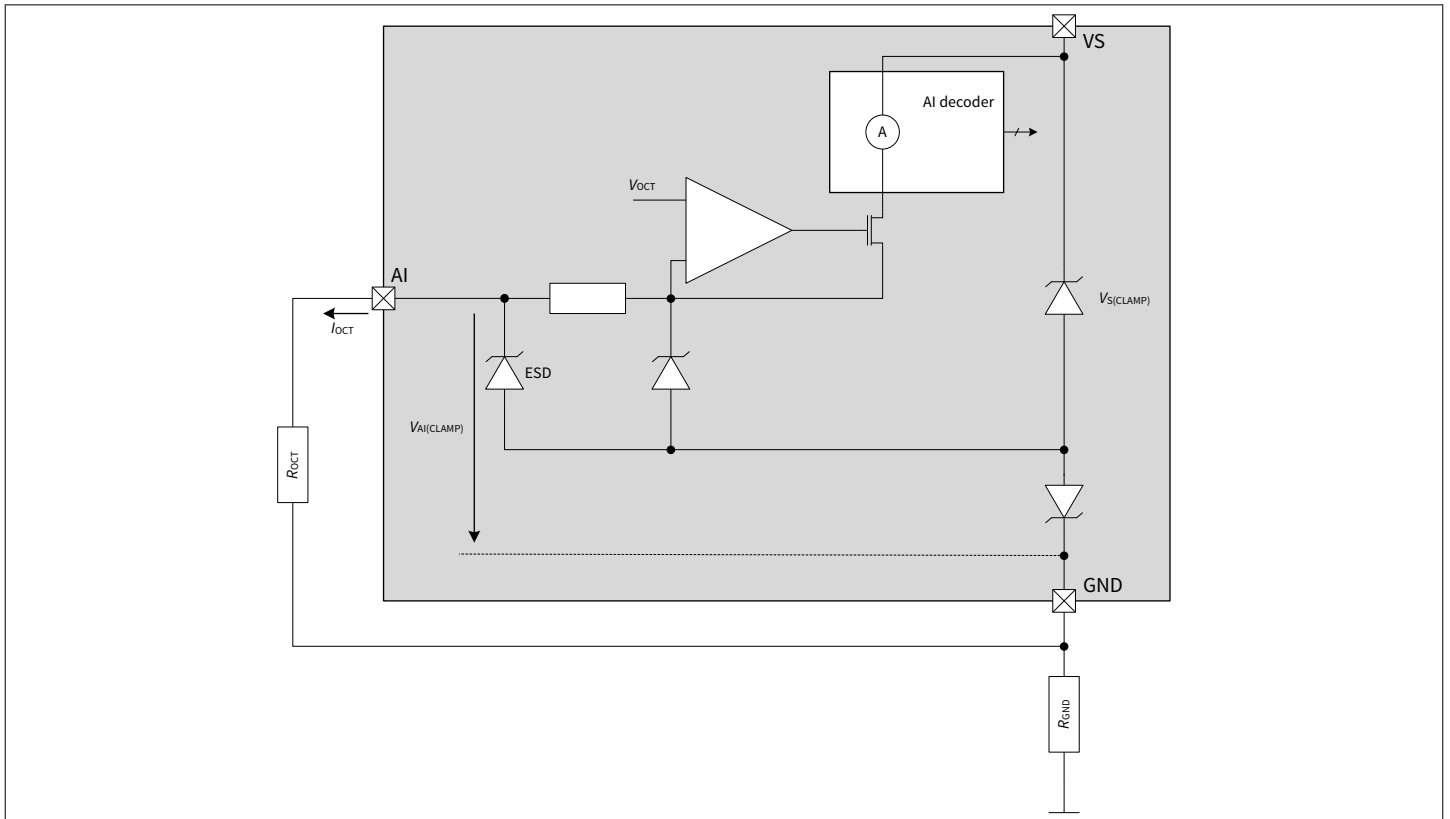 VS
AI decoder
A
VOCT
AI
IOCT
VS(CLAMP)
ESD
VAI(CLAMP)
ROCT
GND
RGND